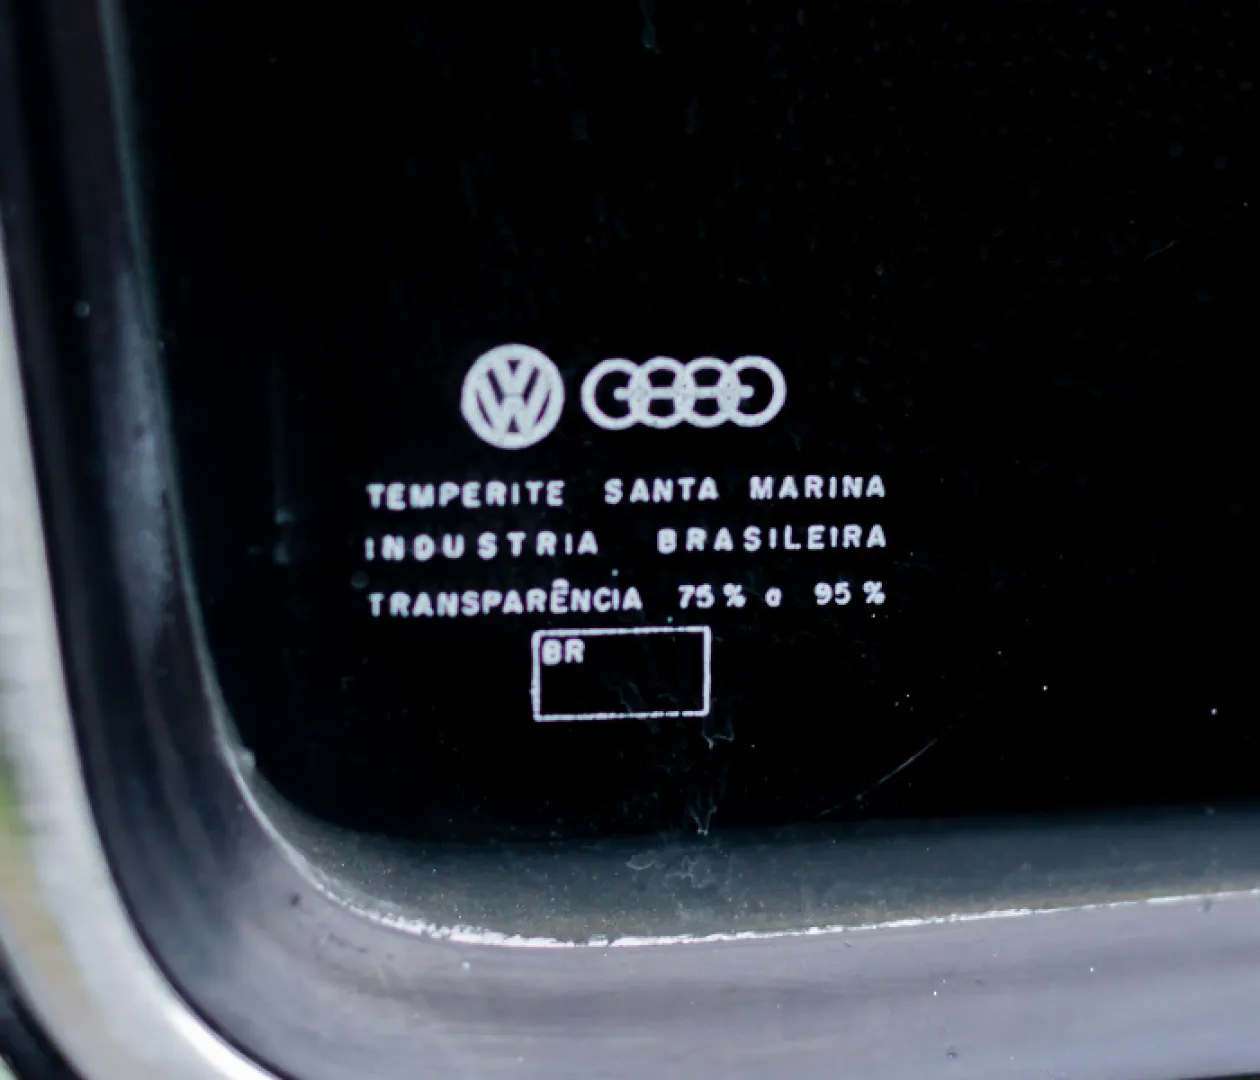 TEMPERITE SANTA MARINA
INDUSTRIA BRASILEIRA
TRANSPARÊNCIA 75% a 95%
BR